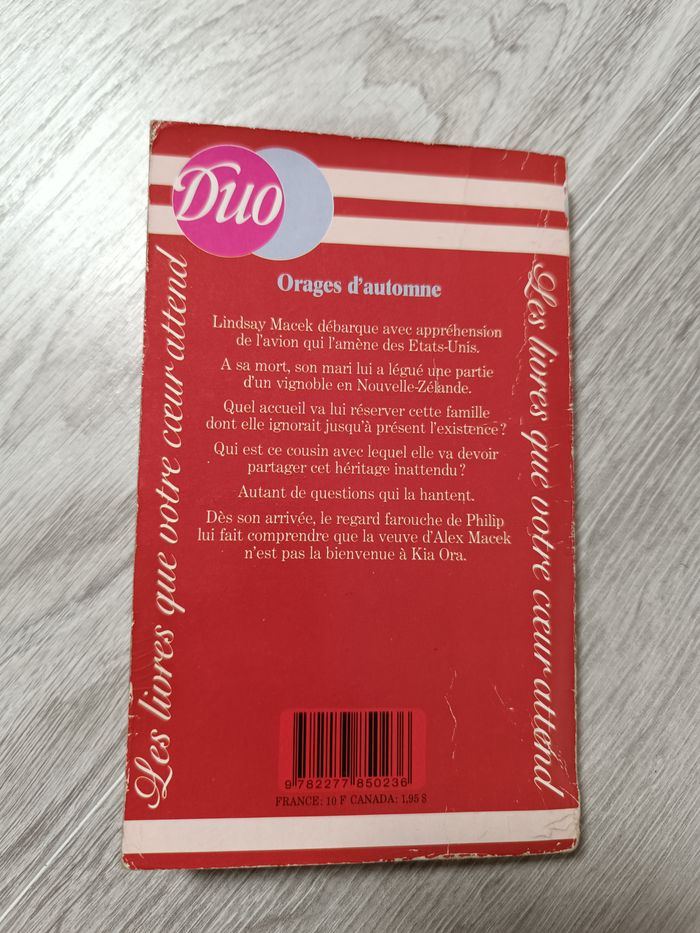 Duo
Orages d'automne
Lindsay Macek débarque avec appréhension
de l'avion qui l'amène des Etats-Unis.
A sa mort, son mari lui a légué une partie
d'un vignoble en Nouvelle-Zélande.
Quel accueil va lui réserver cette famille
dont elle ignorait jusqu'à présent l'existence ?
Qui est ce cousin avec lequel elle va devoir
partager cet héritage inattendu ?
Autant de questions qui la hantent.
Dès son arrivée, le regard farouche de Philip
lui fait comprendre que la veuve d'Alex Macek
n'est pas la bienvenue à Kia Ora.
Les livres que votre cœur attend
Les livres que votre cœur attend
9 782277 850236
FRANCE: 10 F CANADA: 1,95 $